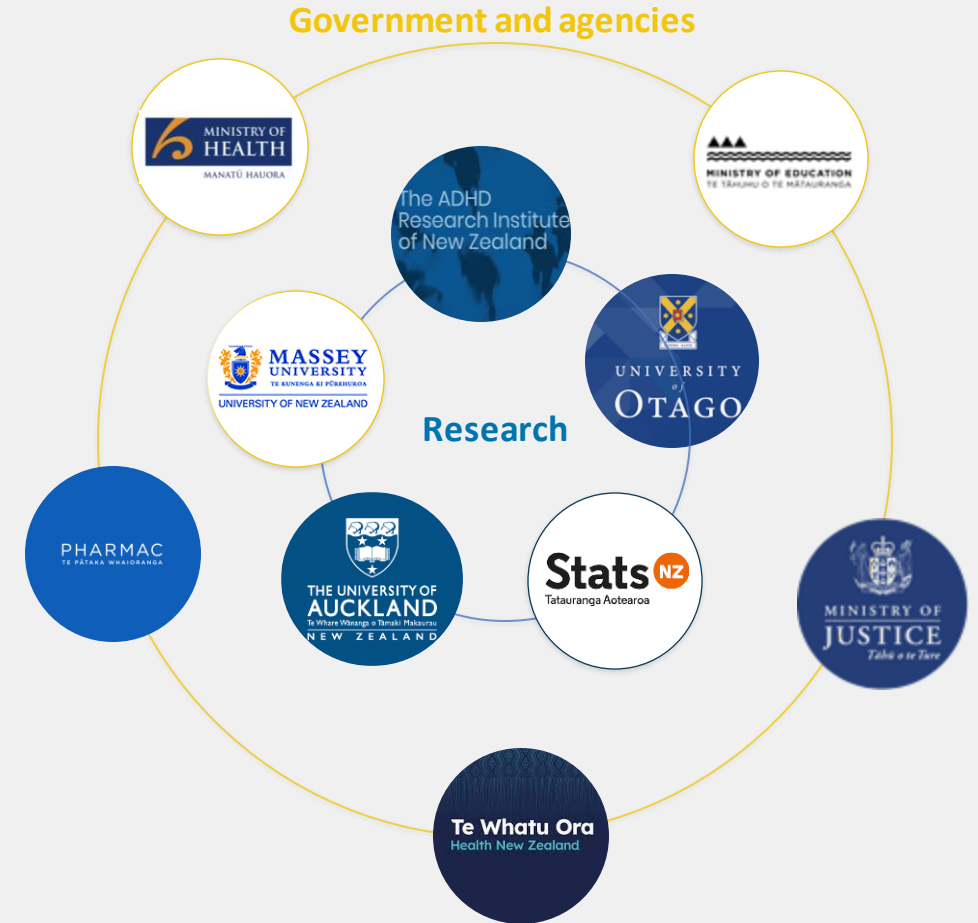 Government and agencies
MINISTRY OF
HEALTH
MANATŪ HAUORA
MINISTRY OF EDUCATION
TE TĀHUHU O TE MĀTAURANGA
The ADHD
Research Institute
of New Zealand
MASSEY
UNIVERSITY
TE KUNENGA KI PŪREHUROA
UNIVERSITY OF NEW ZEALAND
UNIVERSITY
of
OTAGO
Research
PHARMAC
TE PĀTAKA WHAIORANGA
THE UNIVERSITY OF
AUCKLAND
Te Whare Wānanga o Tāmaki Makaurau
NEW ZEALAND
Stats NZ
Tatauranga Aotearoa
MINISTRY OF
JUSTICE
Tāhū o te Ture
Te Whatu Ora
Health New Zealand